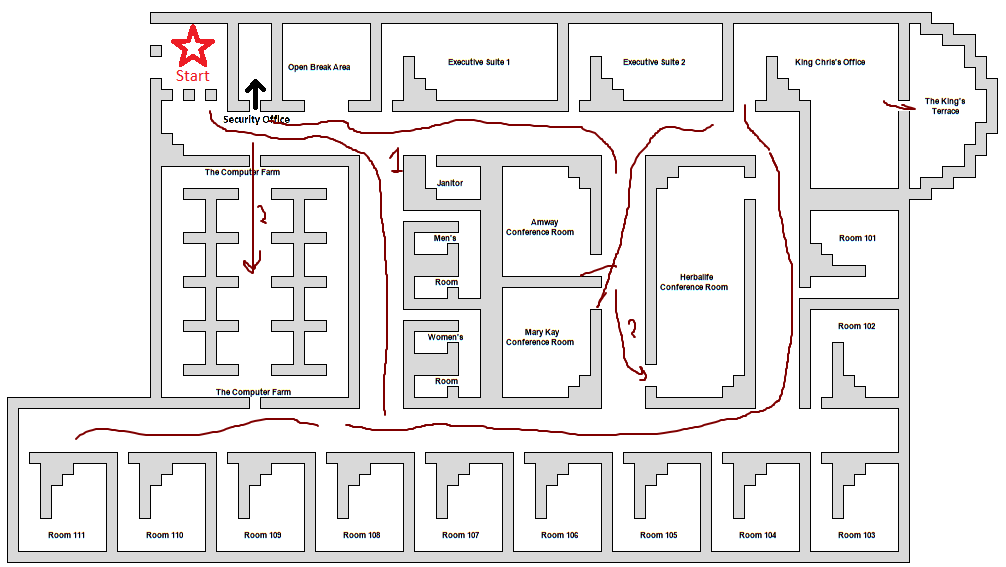 Start
Open Break Area
Executive Suite 1
Executive Suite 2
King Chris's Office
The King's
Terrace
Security Office
1
The Computer Farm
2
Janitor
Men's
Room
Women's
Room
Amway
Conference Room
Mary Kay
Conference Room
Herbalife
Conference Room
2
Room 101
Room 102
The Computer Farm
Room 111
Room 110
Room 109
Room 108
Room 107
Room 106
Room 105
Room 104
Room 103